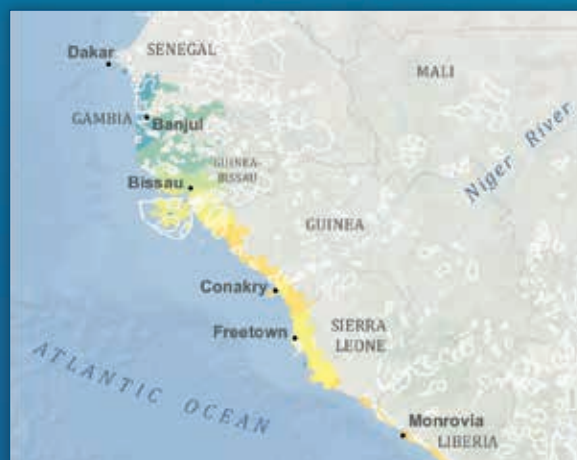 SENEGAL
Dakar
MALI
GAMBIA
Banjul
Niger River
GUINEA-
BISSAU
Bissau
GUINEA
Conakry
Freetown
SIERRA
LEONE
ATLANTIC OCEAN
Monrovia
LIBERIA